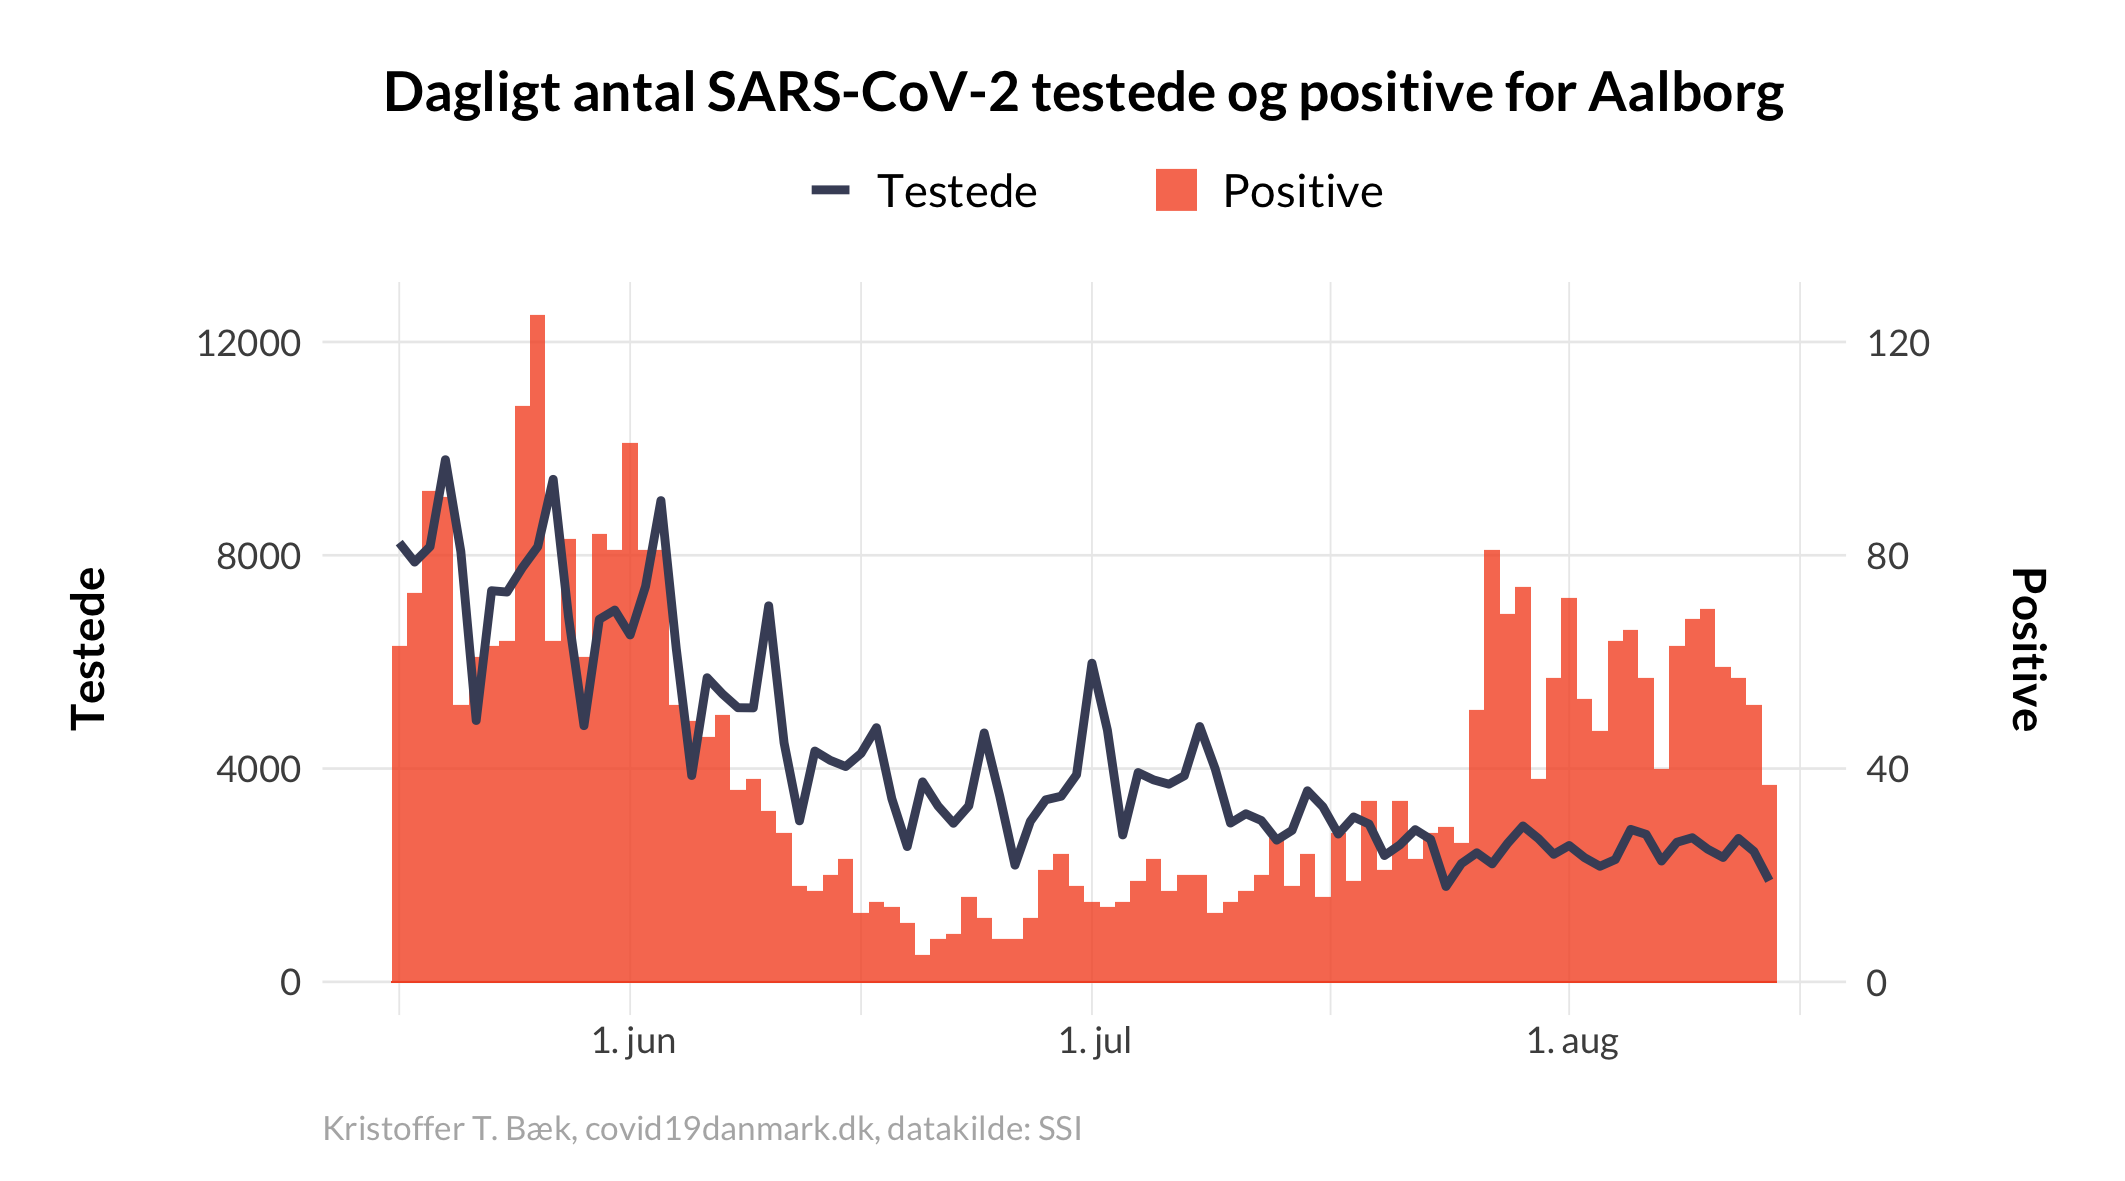 Dagligt antal SARS-CoV-2 testede og positive for Aalborg
Testede Positive
12000 120
8000 80
Testede Positive
4000 40
0 0
1. jun 1. jul 1. aug
Kristoffer T. Bæk, covid19danmark.dk, datakilde: SSI